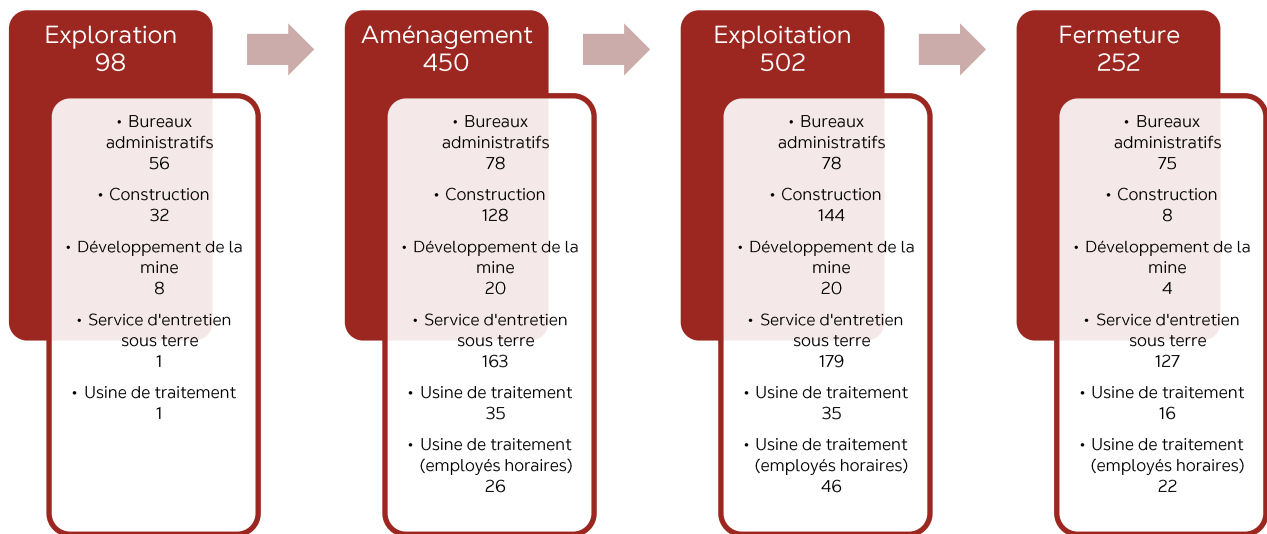 Exploration
98
• Bureaux
administratifs
56
• Construction
32
• Développement de la
mine
8
• Service d'entretien
sous terre
1
• Usine de traitement
1
Aménagement
450
• Bureaux
administratifs
78
• Construction
128
• Développement de la
mine
20
• Service d'entretien
sous terre
163
• Usine de traitement
35
• Usine de traitement
(employés horaires)
26
Exploitation
502
• Bureaux
administratifs
78
• Construction
144
• Développement de la
mine
20
• Service d'entretien
sous terre
179
• Usine de traitement
35
• Usine de traitement
(employés horaires)
46
Fermeture
252
• Bureaux
administratifs
75
• Construction
8
• Développement de la
mine
4
• Service d'entretien
sous terre
127
• Usine de traitement
16
• Usine de traitement
(employés horaires)
22